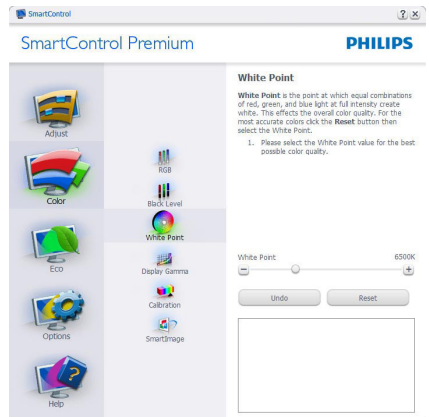 SmartControl
SmartControl Premium
PHILIPS
Adjust
Color
Eco
Options
Help
RGB
Black Level
White Point
Display Gamma
Calibration
SmartImage
White Point
White Point is the point at which equal combinations
of red, green, and blue light at full intensity create
white. This effects the overall color quality. For the
most accurate colors click the Reset button then
select the White Point.
1. Please select the White Point value for the best
possible color quality.
White Point 6500K
Undo Reset